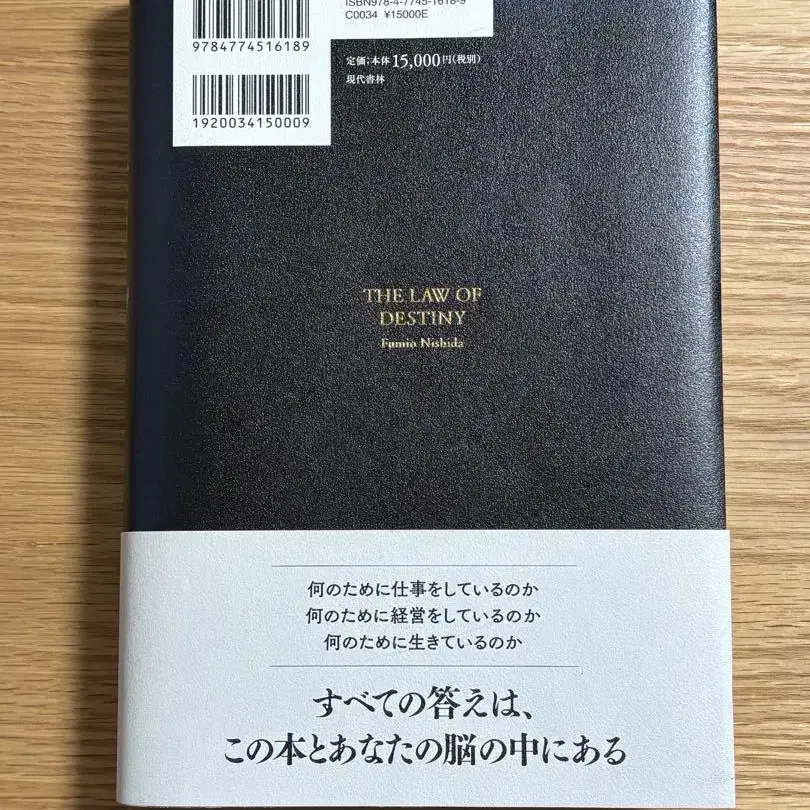 ISBN978-4-7745-1618-9
C0034 ¥15000E
9784774516189
定価:本体15,000円(税別)
現代書林
1920034150009
THE LAW OF
DESTINY
Fumio Nishida
何のために仕事をしているのか
何のために経営をしているのか
何のために生きているのか
すべての答えは、
この本とあなたの脳の中にある